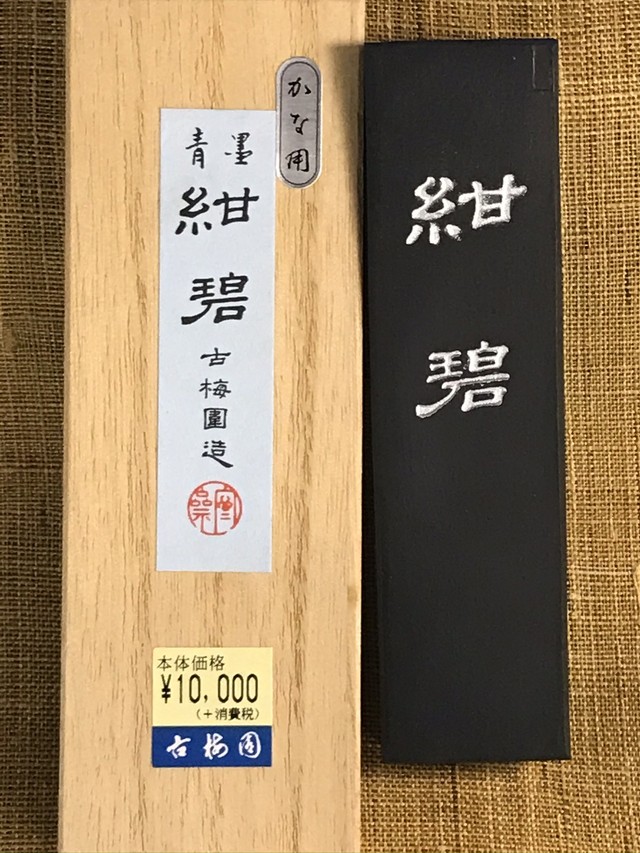 かな用
青墨
紺碧
古梅園造
本体価格
¥10,000
(+消費税)
古梅園
紺碧